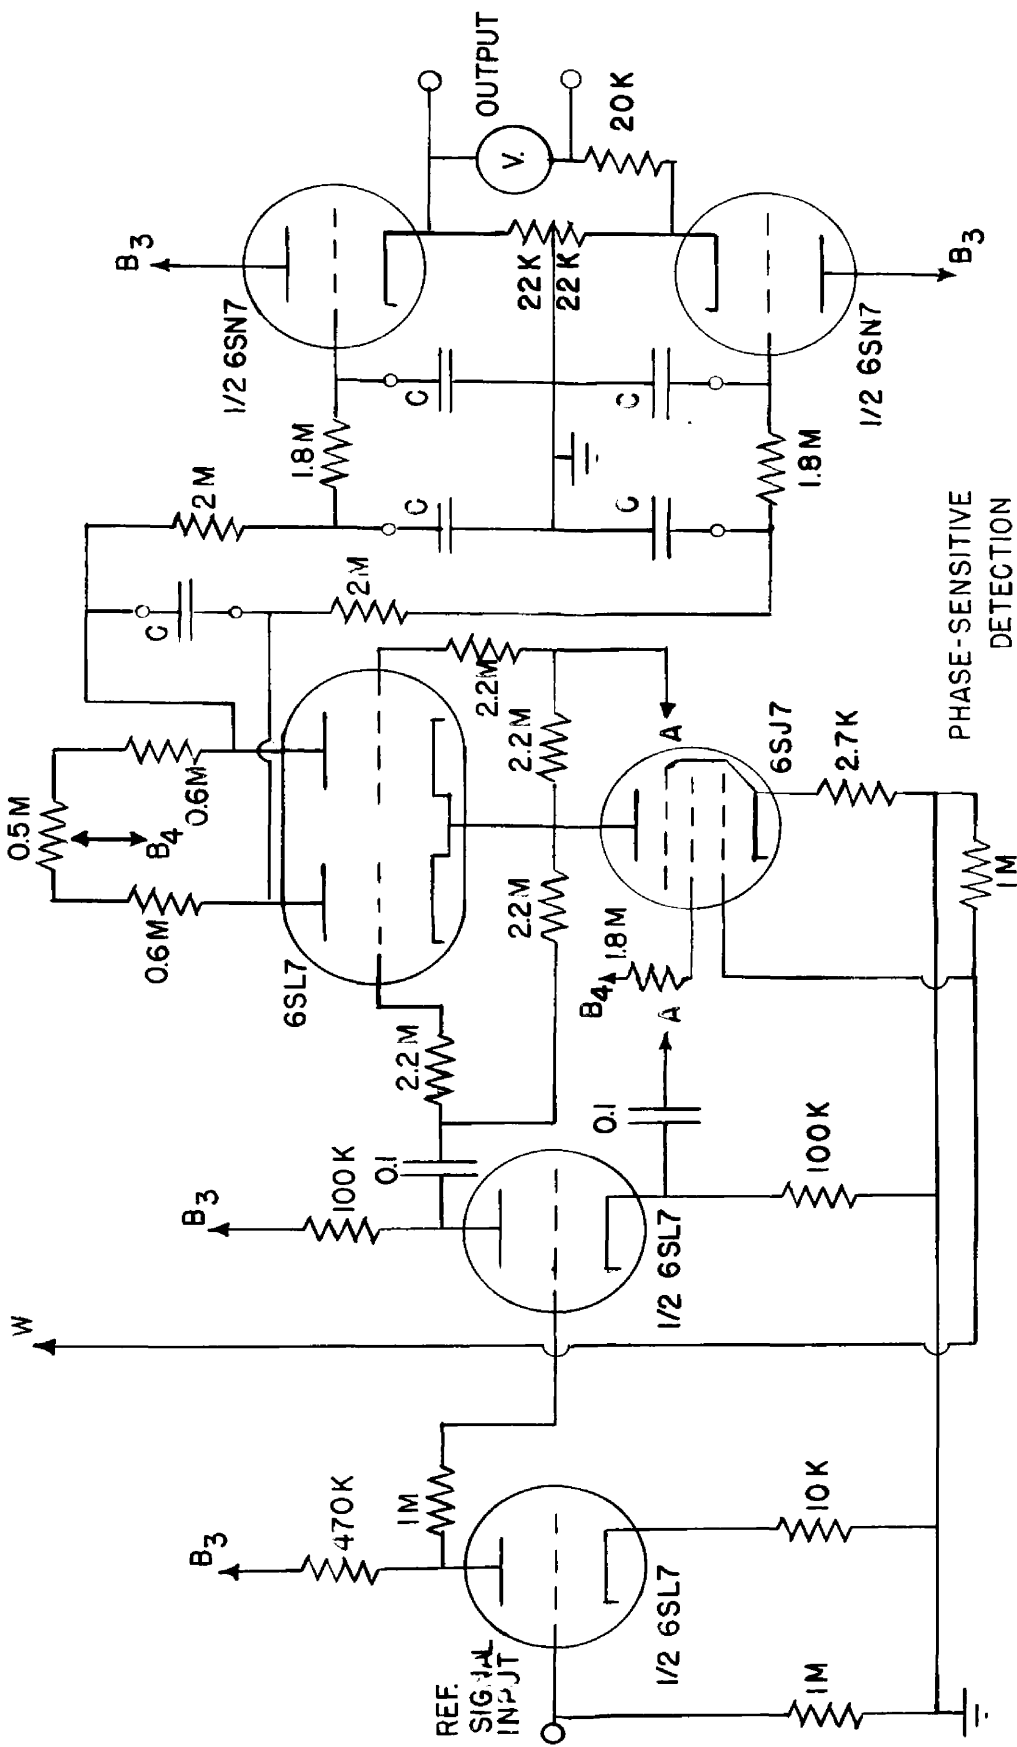 REF.
SIGNAL
INPUT
1M
B3
470K
1M
1/2 6SL7
10K
W
B3
100K
0.1
1/2 6SL7
100K
0.1
A
2.2M
6SL7
0.6M
0.5M
B4
0.6M
2.2M
2.2M
2.2M
A
B4
1.8M
6SJ7
2.7K
1M
C
2M
2M
1.8M
C
C
C
C
1.8M
1/2 6SN7
B3
22K
22K
1/2 6SN7
B3
V.
OUTPUT
20K
PHASE-SENSITIVE
DETECTION